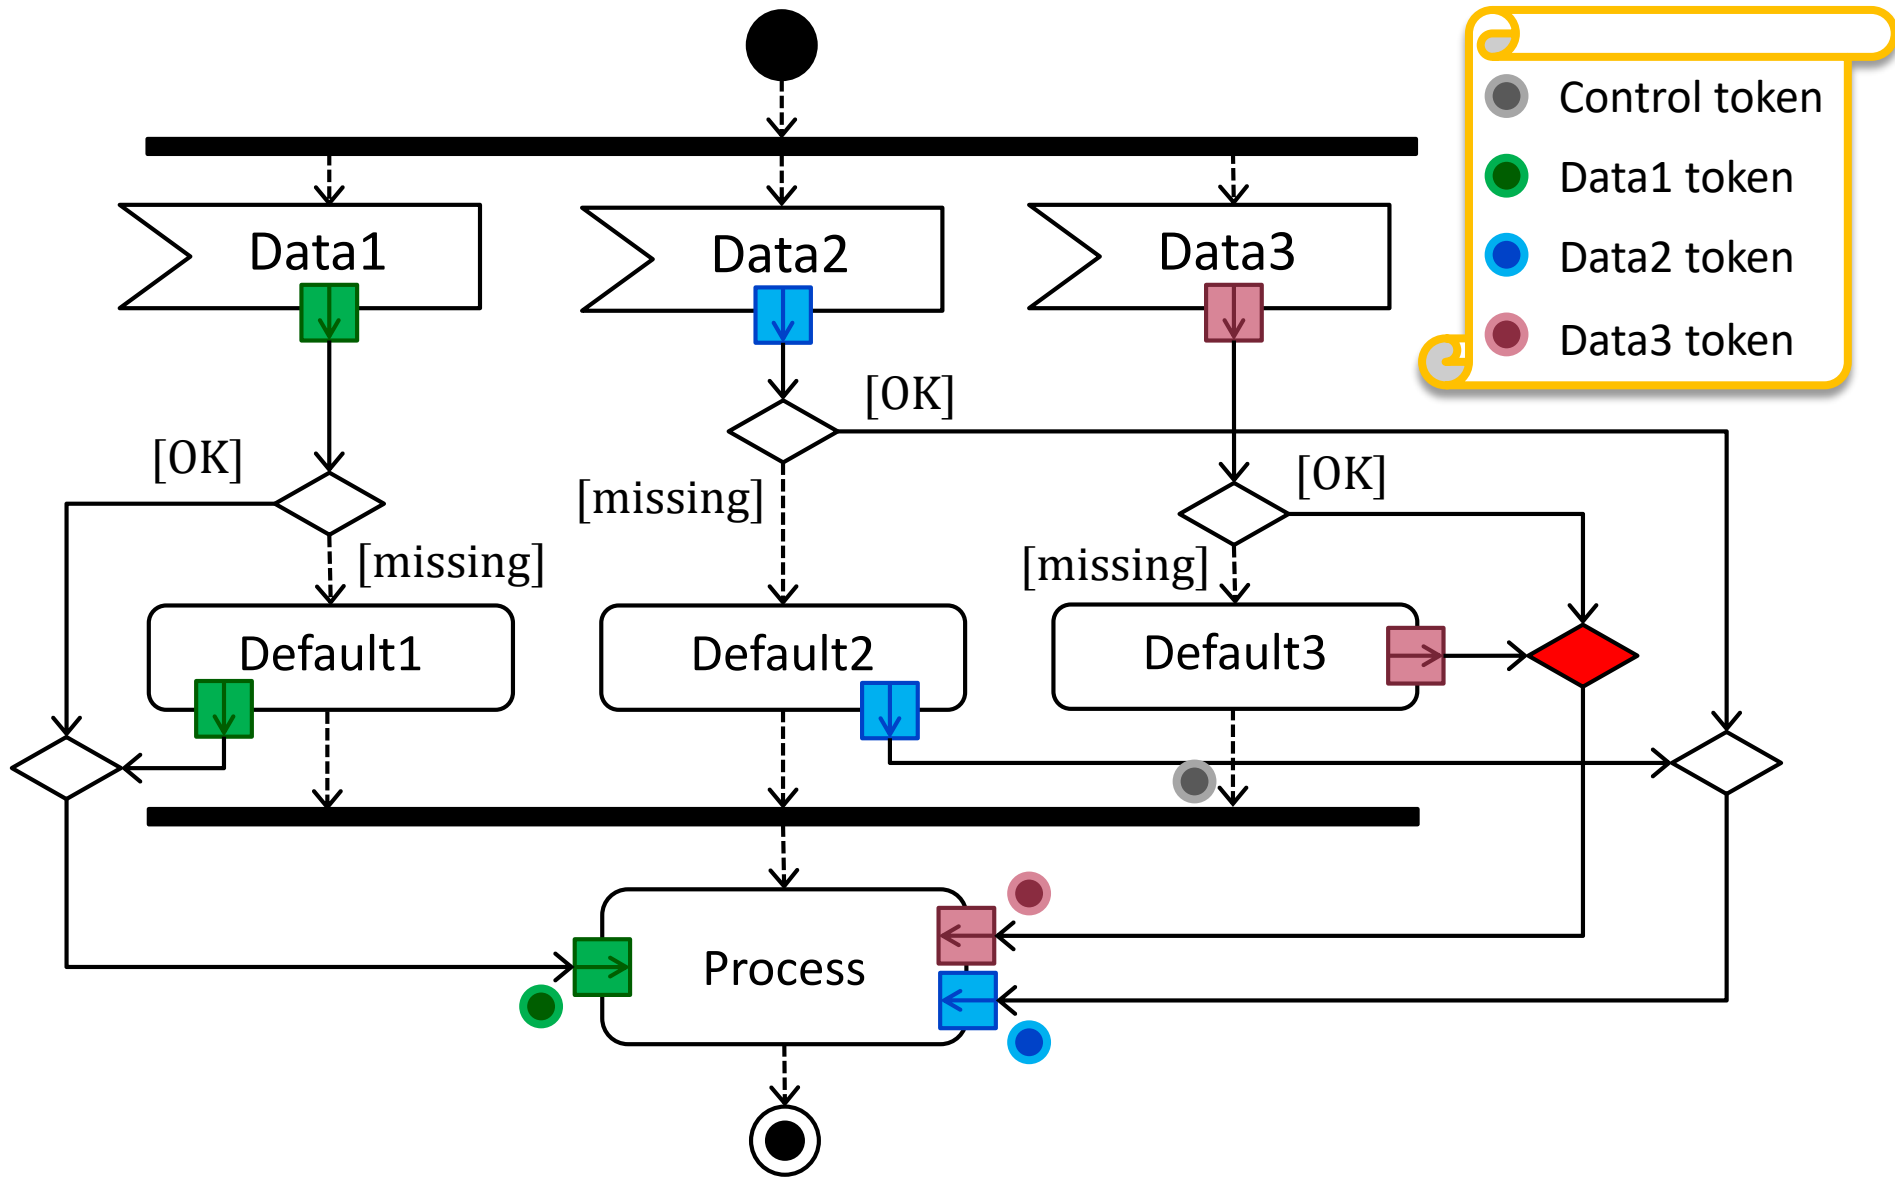 Control token
Data1 token
Data2 token
Data3 token
Data1
Data2
Data3
[OK]
[OK]
[OK]
[missing]
[missing]
[missing]
Default1
Default2
Default3
Process